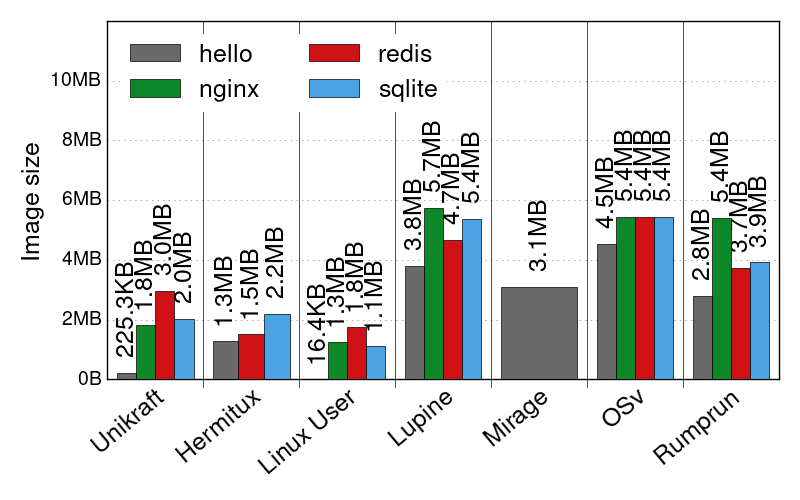 hello
redis
nginx
sqlite
Image size
10MB
8MB
6MB
4MB
2MB
0B
225.3KB
1.8MB
3.0MB
2.0MB
1.3MB
1.5MB
2.2MB
16.4KB
1.3MB
1.8MB
1.1MB
3.8MB
5.7MB
4.7MB
5.4MB
3.1MB
4.5MB
5.4MB
5.4MB
5.4MB
2.8MB
5.4MB
3.7MB
3.9MB
Unikraft
Hermitux
Linux User
Lupine
Mirage
OSv
Rumprun